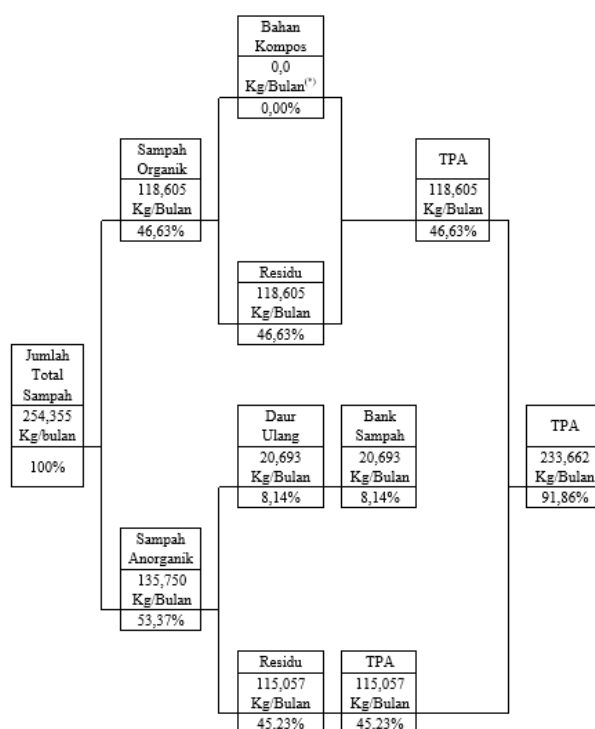 Bahan
Kompos
0,0
Kg/Bulan(*)
0,00%
Sampah
Organik
118,605
Kg/Bulan
46,63%
TPA
118,605
Kg/Bulan
46,63%
Residu
118,605
Kg/Bulan
46,63%
Jumlah
Total
Sampah
254,355
Kg/bulan
100%
Daur
Ulang
20,693
Kg/Bulan
8,14%
Bank
Sampah
20,693
Kg/Bulan
8,14%
TPA
233,662
Kg/Bulan
91,86%
Sampah
Anorganik
135,750
Kg/Bulan
53,37%
Residu
115,057
Kg/Bulan
45,23%
TPA
115,057
Kg/Bulan
45,23%